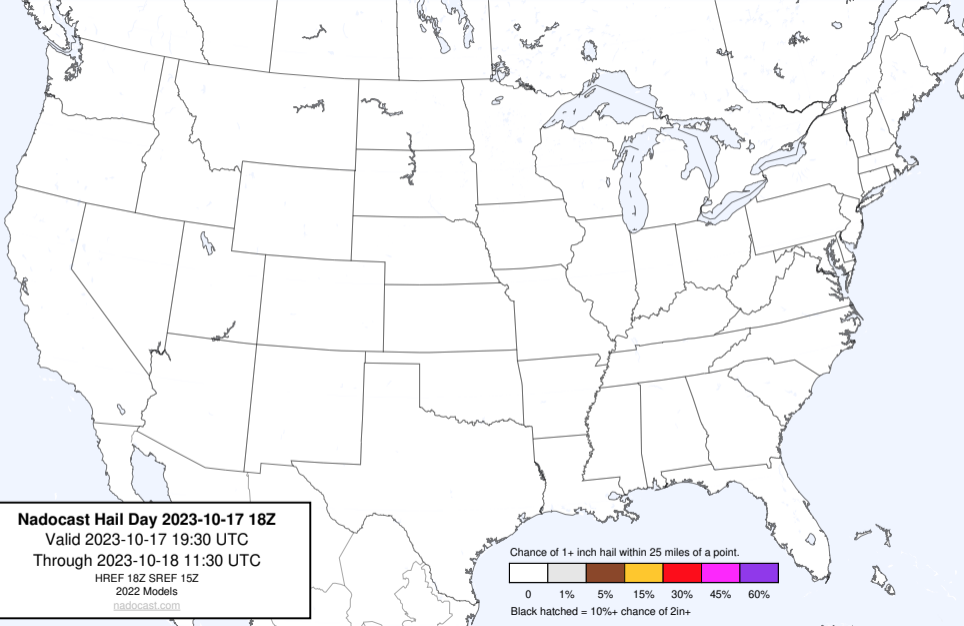 Nadocast Hail Day 2023-10-17 18Z
Valid 2023-10-17 19:30 UTC
Through 2023-10-18 11:30 UTC
HREF 18Z SREF 15Z
2022 Models
nadocast.com
Chance of 1+ inch hail within 25 miles of a point.
0 1% 5% 15% 30% 45% 60%
Black hatched = 10%+ chance of 2in+